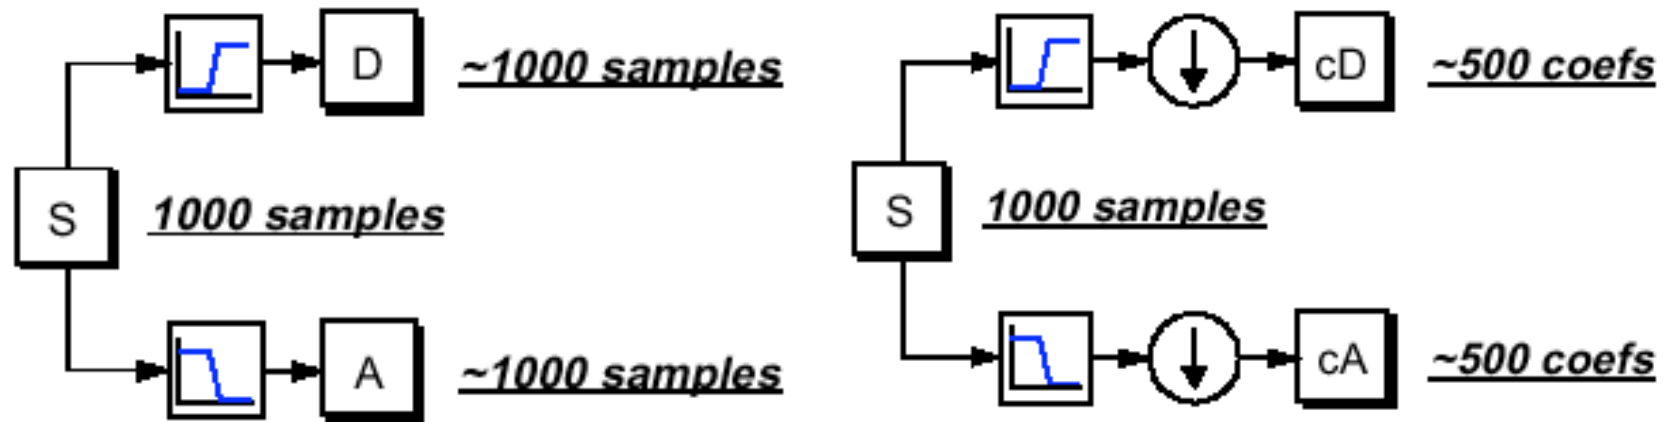 D
~1000 samples
S
1000 samples
A
~1000 samples
cD
~500 coefs
S
1000 samples
cA
~500 coefs